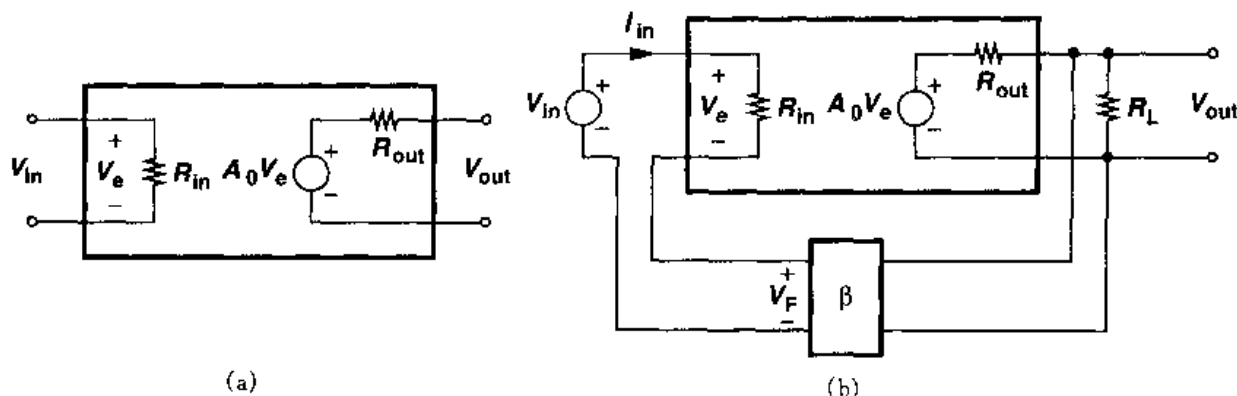 V_in
+
V_e
−
R_in
A_0V_e
+
−
R_out
V_out
(a)
I_in
V_in
+
−
+
V_e
−
R_in
A_0V_e
+
−
R_out
R_L
V_out
+
V_F
−
β
(b)